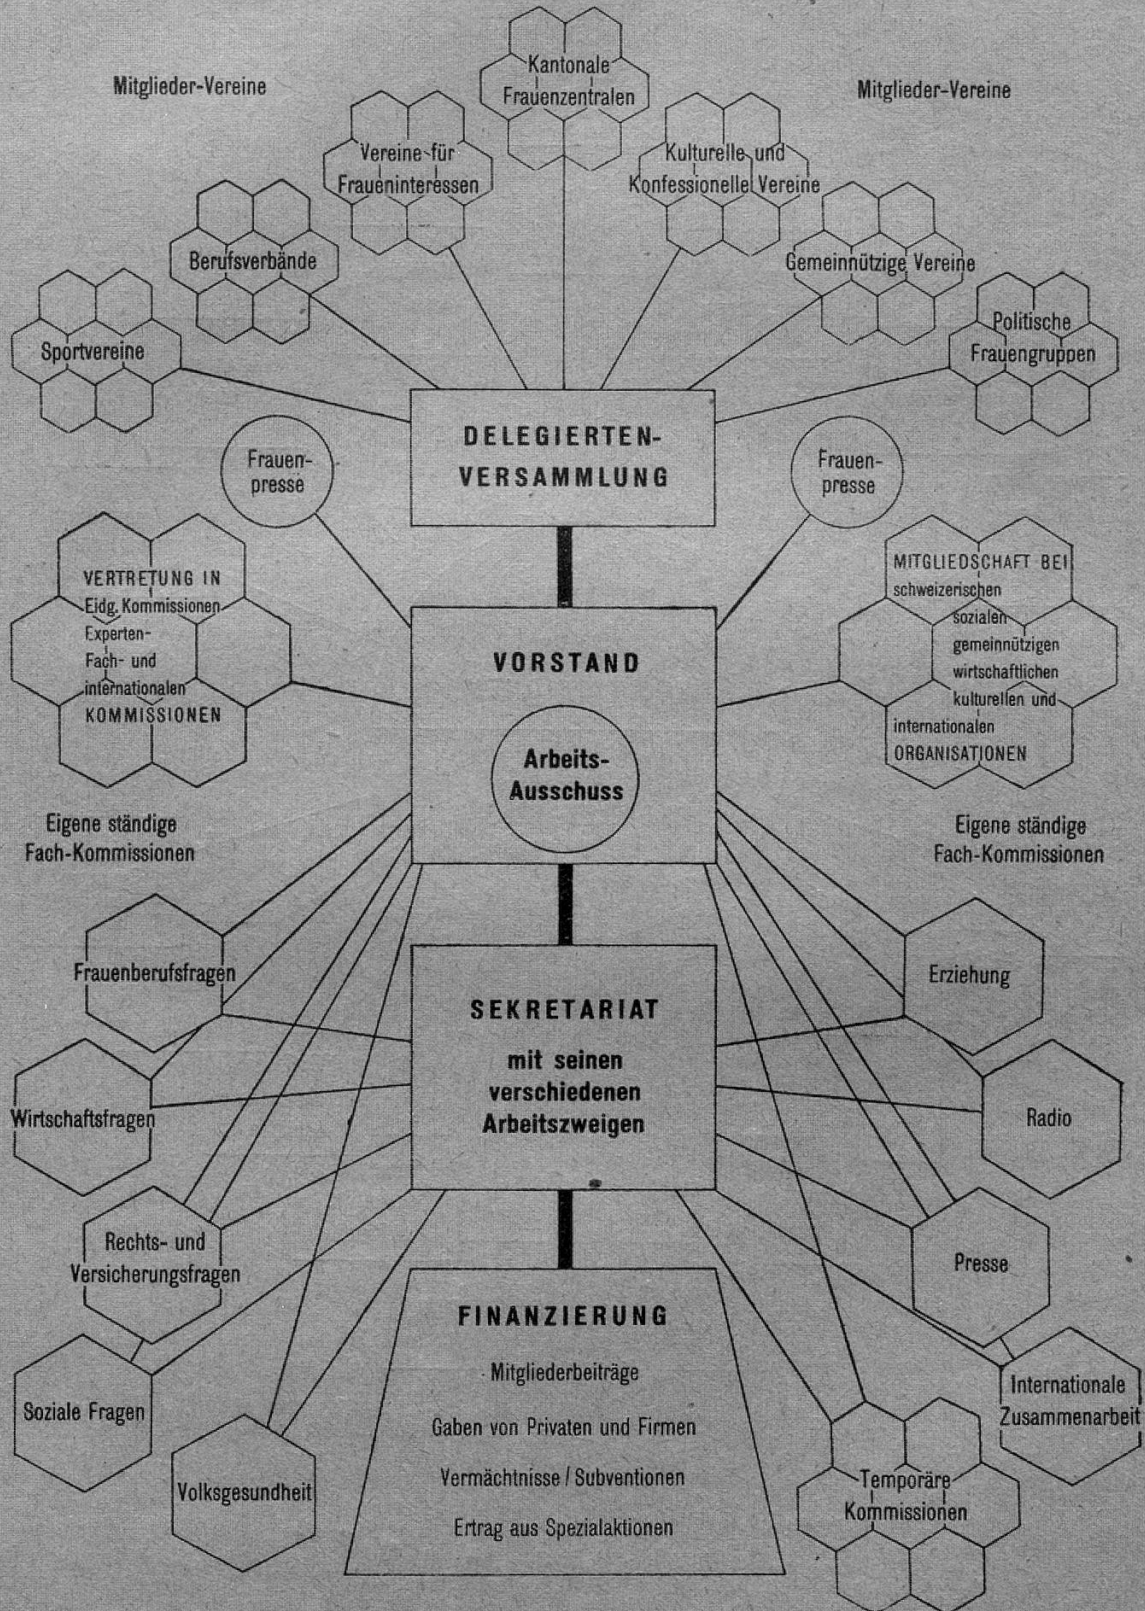 Mitglieder-Vereine
Kantonale
Frauenzentralen
Mitglieder-Vereine
Vereine für
Fraueninteressen
Kulturelle und
Konfessionelle Vereine
Berufsverbände
Gemeinnützige Vereine
Sportvereine
Politische
Frauengruppen
DELEGIERTEN-
VERSAMMLUNG
Frauen-
presse
Frauen-
presse
VERTRETUNG IN
Eidg. Kommissionen
Experten-
Fach- und
internationalen
KOMMISSIONEN
VORSTAND
Arbeits-
Ausschuss
MITGLIEDSCHAFT BEI
schweizerischen
sozialen
gemeinnützigen
wirtschaftlichen
kulturellen und
internationalen
ORGANISATIONEN
Eigene ständige
Fach-Kommissionen
Eigene ständige
Fach-Kommissionen
Frauenberufsfragen
SEKRETARIAT
mit seinen
verschiedenen
Arbeitszweigen
Erziehung
Wirtschaftsfragen
Radio
Rechts- und
Versicherungsfragen
Presse
Soziale Fragen
Volksgesundheit
FINANZIERUNG
Mitgliederbeiträge
Gaben von Privaten und Firmen
Vermächtnisse / Subventionen
Ertrag aus Spezialaktionen
Internationale
Zusammenarbeit
Temporäre
Kommissionen